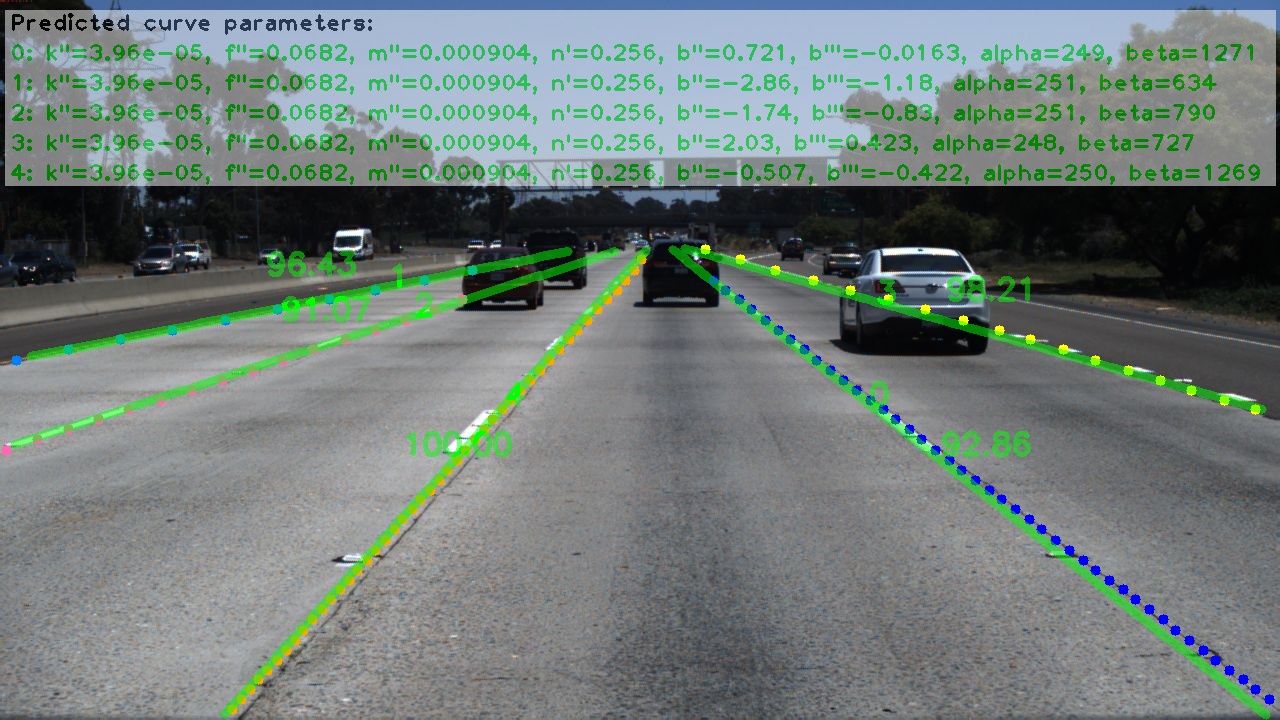 Predicted curve parameters:
0: k''=3.96e-05, f''=0.0682, m''=0.000904, n'=0.256, b''=0.721, b'''=-0.0163, alpha=249, beta=1271
1: k''=3.96e-05, f''=0.0682, m''=0.000904, n'=0.256, b''=-2.86, b'''=-1.18, alpha=251, beta=634
2: k''=3.96e-05, f''=0.0682, m''=0.000904, n'=0.256, b''=-1.74, b'''=-0.83, alpha=251, beta=790
3: k''=3.96e-05, f''=0.0682, m''=0.000904, n'=0.256, b''=2.03, b'''=0.423, alpha=248, beta=727
4: k''=3.96e-05, f''=0.0682, m''=0.000904, n'=0.256, b''=-0.507, b'''=-0.422, alpha=250, beta=1269
96.43
1
91.07
2
3
98.21
0
100.00
92.86